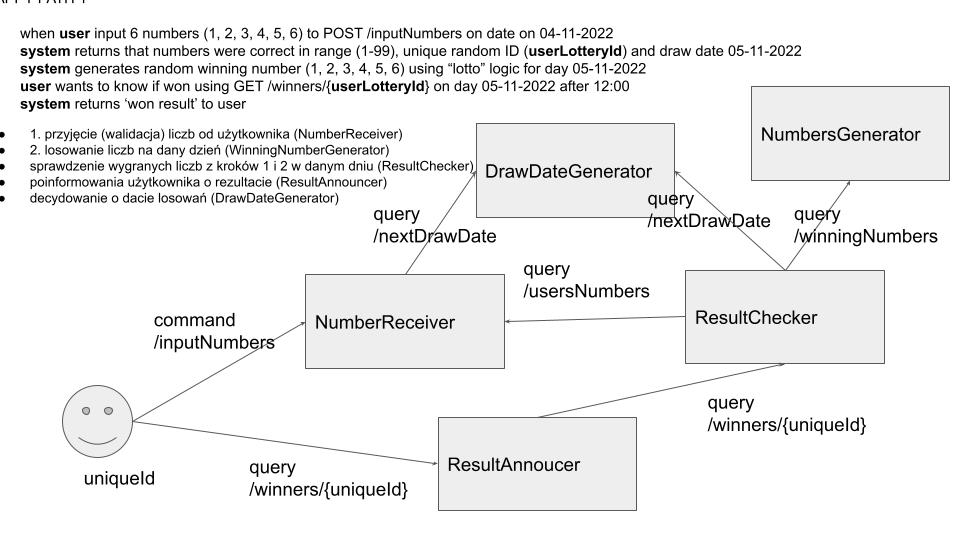 when user input 6 numbers (1, 2, 3, 4, 5, 6) to POST /inputNumbers on date on 04-11-2022
system returns that numbers were correct in range (1-99), unique random ID (userLotteryId) and draw date 05-11-2022
system generates random winning number (1, 2, 3, 4, 5, 6) using “lotto” logic for day 05-11-2022
user wants to know if won using GET /winners/{userLotteryId} on day 05-11-2022 after 12:00
system returns ‘won result’ to user
● 1. przyjęcie (walidacja) liczb od użytkownika (NumberReceiver)
● 2. losowanie liczb na dany dzień (WinningNumberGenerator)
● sprawdzenie wygranych liczb z kroków 1 i 2 w danym dniu (ResultChecker)
● poinformowania użytkownika o rezultacie (ResultAnnouncer)
● decydowanie o dacie losowań (DrawDateGenerator)
NumbersGenerator
DrawDateGenerator
query
/nextDrawDate
query
/nextDrawDate
query
/winningNumbers
query
/usersNumbers
NumberReceiver
ResultChecker
command
/inputNumbers
query
/winners/{uniqueId}
ResultAnnoucer
uniqueId
query
/winners/{uniqueId}